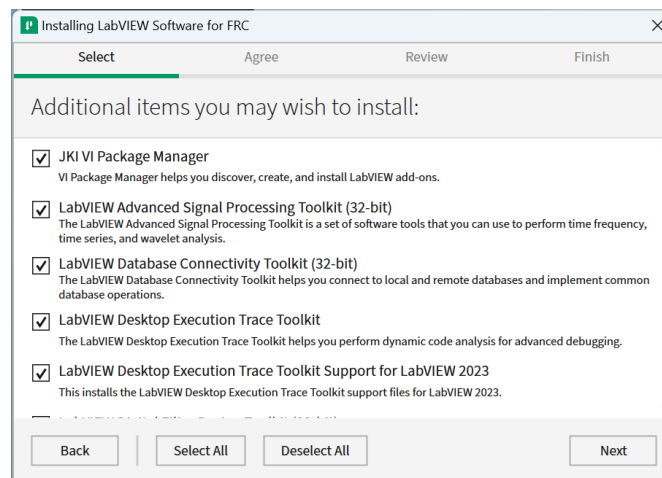 Installing LabVIEW Software for FRC
Select Agree Review Finish
Additional items you may wish to install:
JKI VI Package Manager
VI Package Manager helps you discover, create, and install LabVIEW add-ons.
LabVIEW Advanced Signal Processing Toolkit (32-bit)
The LabVIEW Advanced Signal Processing Toolkit is a set of software tools that you can use to perform time frequency,
time series, and wavelet analysis.
LabVIEW Database Connectivity Toolkit (32-bit)
The LabVIEW Database Connectivity Toolkit helps you connect to local and remote databases and implement common
database operations.
LabVIEW Desktop Execution Trace Toolkit
The LabVIEW Desktop Execution Trace Toolkit helps you perform dynamic code analysis for advanced debugging.
LabVIEW Desktop Execution Trace Toolkit Support for LabVIEW 2023
This installs the LabVIEW Desktop Execution Trace Toolkit support files for LabVIEW 2023.
Back Select All Deselect All Next